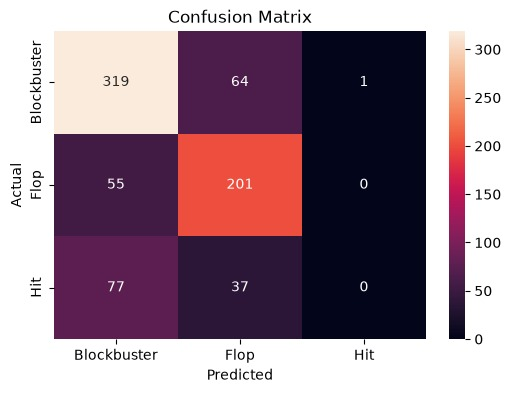 Confusion Matrix
Actual
Blockbuster
319
64
1
Flop
55
201
0
Hit
77
37
0
Blockbuster
Flop
Hit
Predicted
300
250
200
150
100
50
0